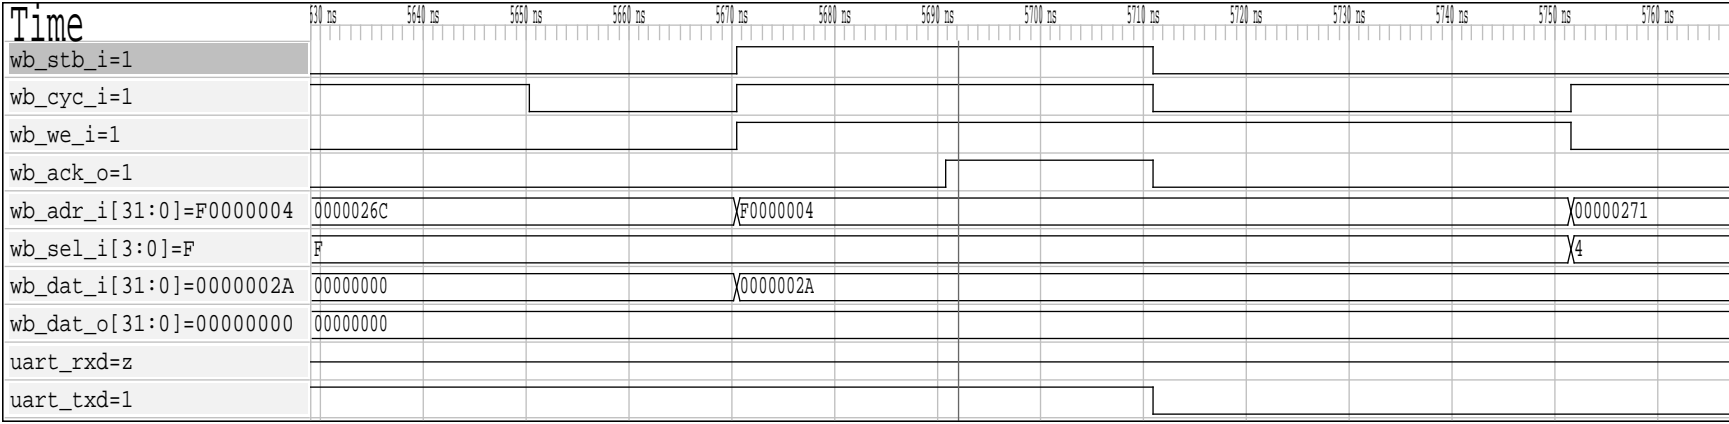 Time
530 ns 5640 ns 5650 ns 5660 ns 5670 ns 5680 ns 5690 ns 5700 ns 5710 ns 5720 ns 5730 ns 5740 ns 5750 ns 5760 ns
wb_stb_i=1
wb_cyc_i=1
wb_we_i=1
wb_ack_o=1
wb_adr_i[31:0]=F0000004 0000026C F0000004 00000271
wb_sel_i[3:0]=F F 4
wb_dat_i[31:0]=0000002A 00000000 0000002A
wb_dat_o[31:0]=00000000 00000000
uart_rxd=z
uart_txd=1